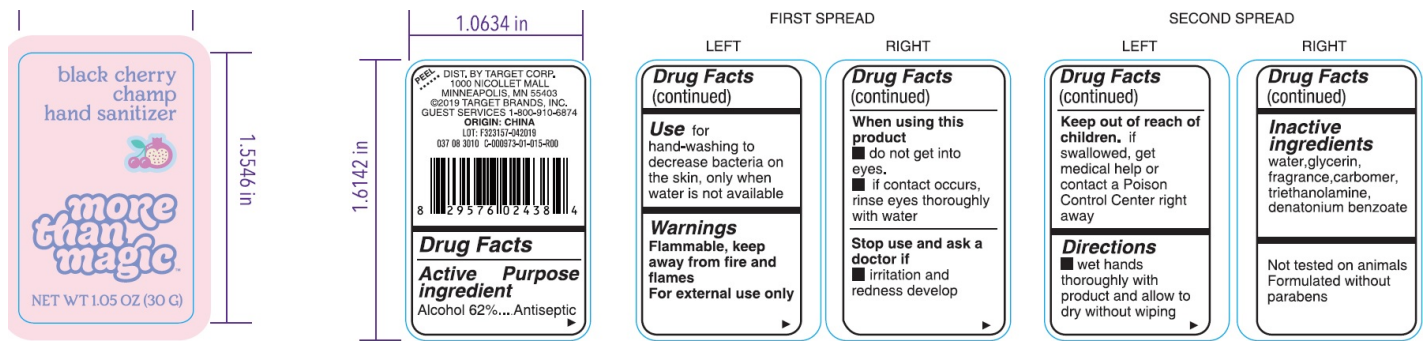 black cherry
champ
hand sanitizer
more
than
magic™
NET WT 1.05 OZ (30 G)
1.5546 in
1.0634 in
1.6142 in
PEEL
DIST. BY TARGET CORP.
1000 NICOLLET MALL
MINNEAPOLIS, MN 55403
©2019 TARGET BRANDS, INC.
GUEST SERVICES 1-800-910-6874
ORIGIN: CHINA
LOT: F323157-042019
037 08 3010 C-000973-01-015-R00
8 29576 02438 4
Drug Facts
Active Purpose
ingredient
Alcohol 62%....Antiseptic
FIRST SPREAD
LEFT
Drug Facts
(continued)
Use for
hand-washing to
decrease bacteria on
the skin, only when
water is not available
Warnings
Flammable, keep
away from fire and
flames
For external use only
RIGHT
Drug Facts
(continued)
When using this
product
■ do not get into
eyes.
■ if contact occurs,
rinse eyes thoroughly
with water
Stop use and ask a
doctor if
■ irritation and
redness develop
SECOND SPREAD
LEFT
Drug Facts
(continued)
Keep out of reach of
children. if
swallowed, get
medical help or
contact a Poison
Control Center right
away
Directions
■ wet hands
thoroughly with
product and allow to
dry without wiping
RIGHT
Drug Facts
(continued)
Inactive
ingredients
water,glycerin,
fragrance,carbomer,
triethanolamine,
denatonium benzoate
Not tested on animals
Formulated without
parabens